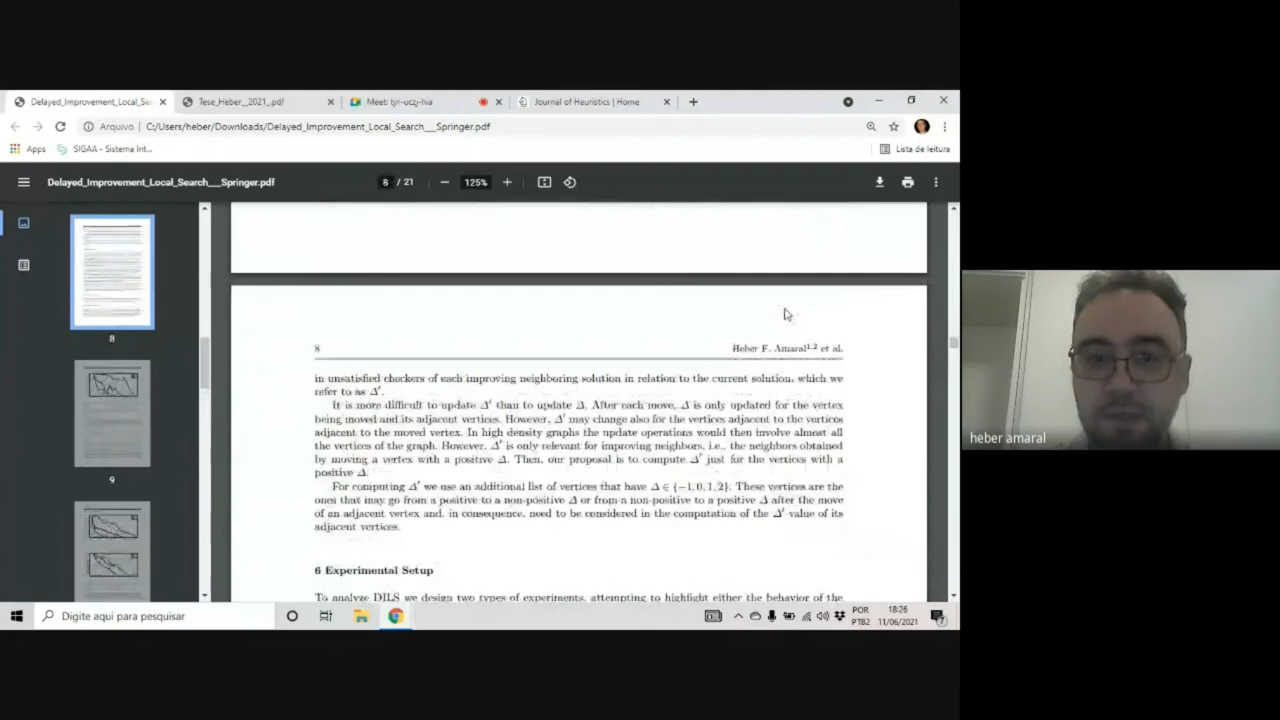 Delayed_Improvement_Local_Se
Tese_Heber__2021_.pdf
Meet: tyr-uczj-hia
Journal of Heuristics | Home
Arquivo
C:/Users/heber/Downloads/Delayed_Improvement_Local_Search___Springer.pdf
Apps
SIGAA - Sistema Int...
Lista de leitura
Delayed_Improvement_Local_Search___Springer.pdf
8 / 21
125%
8
9
8
Heber F. Amaral1,2 et al.
in unsatisfied checkers of each improving neighboring solution in relation to the current solution, which we
refer to as Δ′.
It is more difficult to update Δ′ than to update Δ. After each move, Δ is only updated for the vertex
being moved and its adjacent vertices. However, Δ′ may change also for the vertices adjacent to the vertices
adjacent to the moved vertex. In high density graphs the update operations would then involve almost all
the vertices of the graph. However, Δ′ is only relevant for improving neighbors, i.e., the neighbors obtained
by moving a vertex with a positive Δ. Then, our proposal is to compute Δ′ just for the vertices with a
positive Δ.
For computing Δ′ we use an additional list of vertices that have Δ ∈ {−1, 0, 1, 2}. These vertices are the
ones that may go from a positive to a non-positive Δ or from a non-positive to a positive Δ after the move
of an adjacent vertex and, in consequence, need to be considered in the computation of the Δ′ value of its
adjacent vertices.
6 Experimental Setup
To analyze DILS we design two types of experiments, attempting to highlight either the behavior of the
heber amaral
Digite aqui para pesquisar
POR
PTB2
18:26
11/06/2021